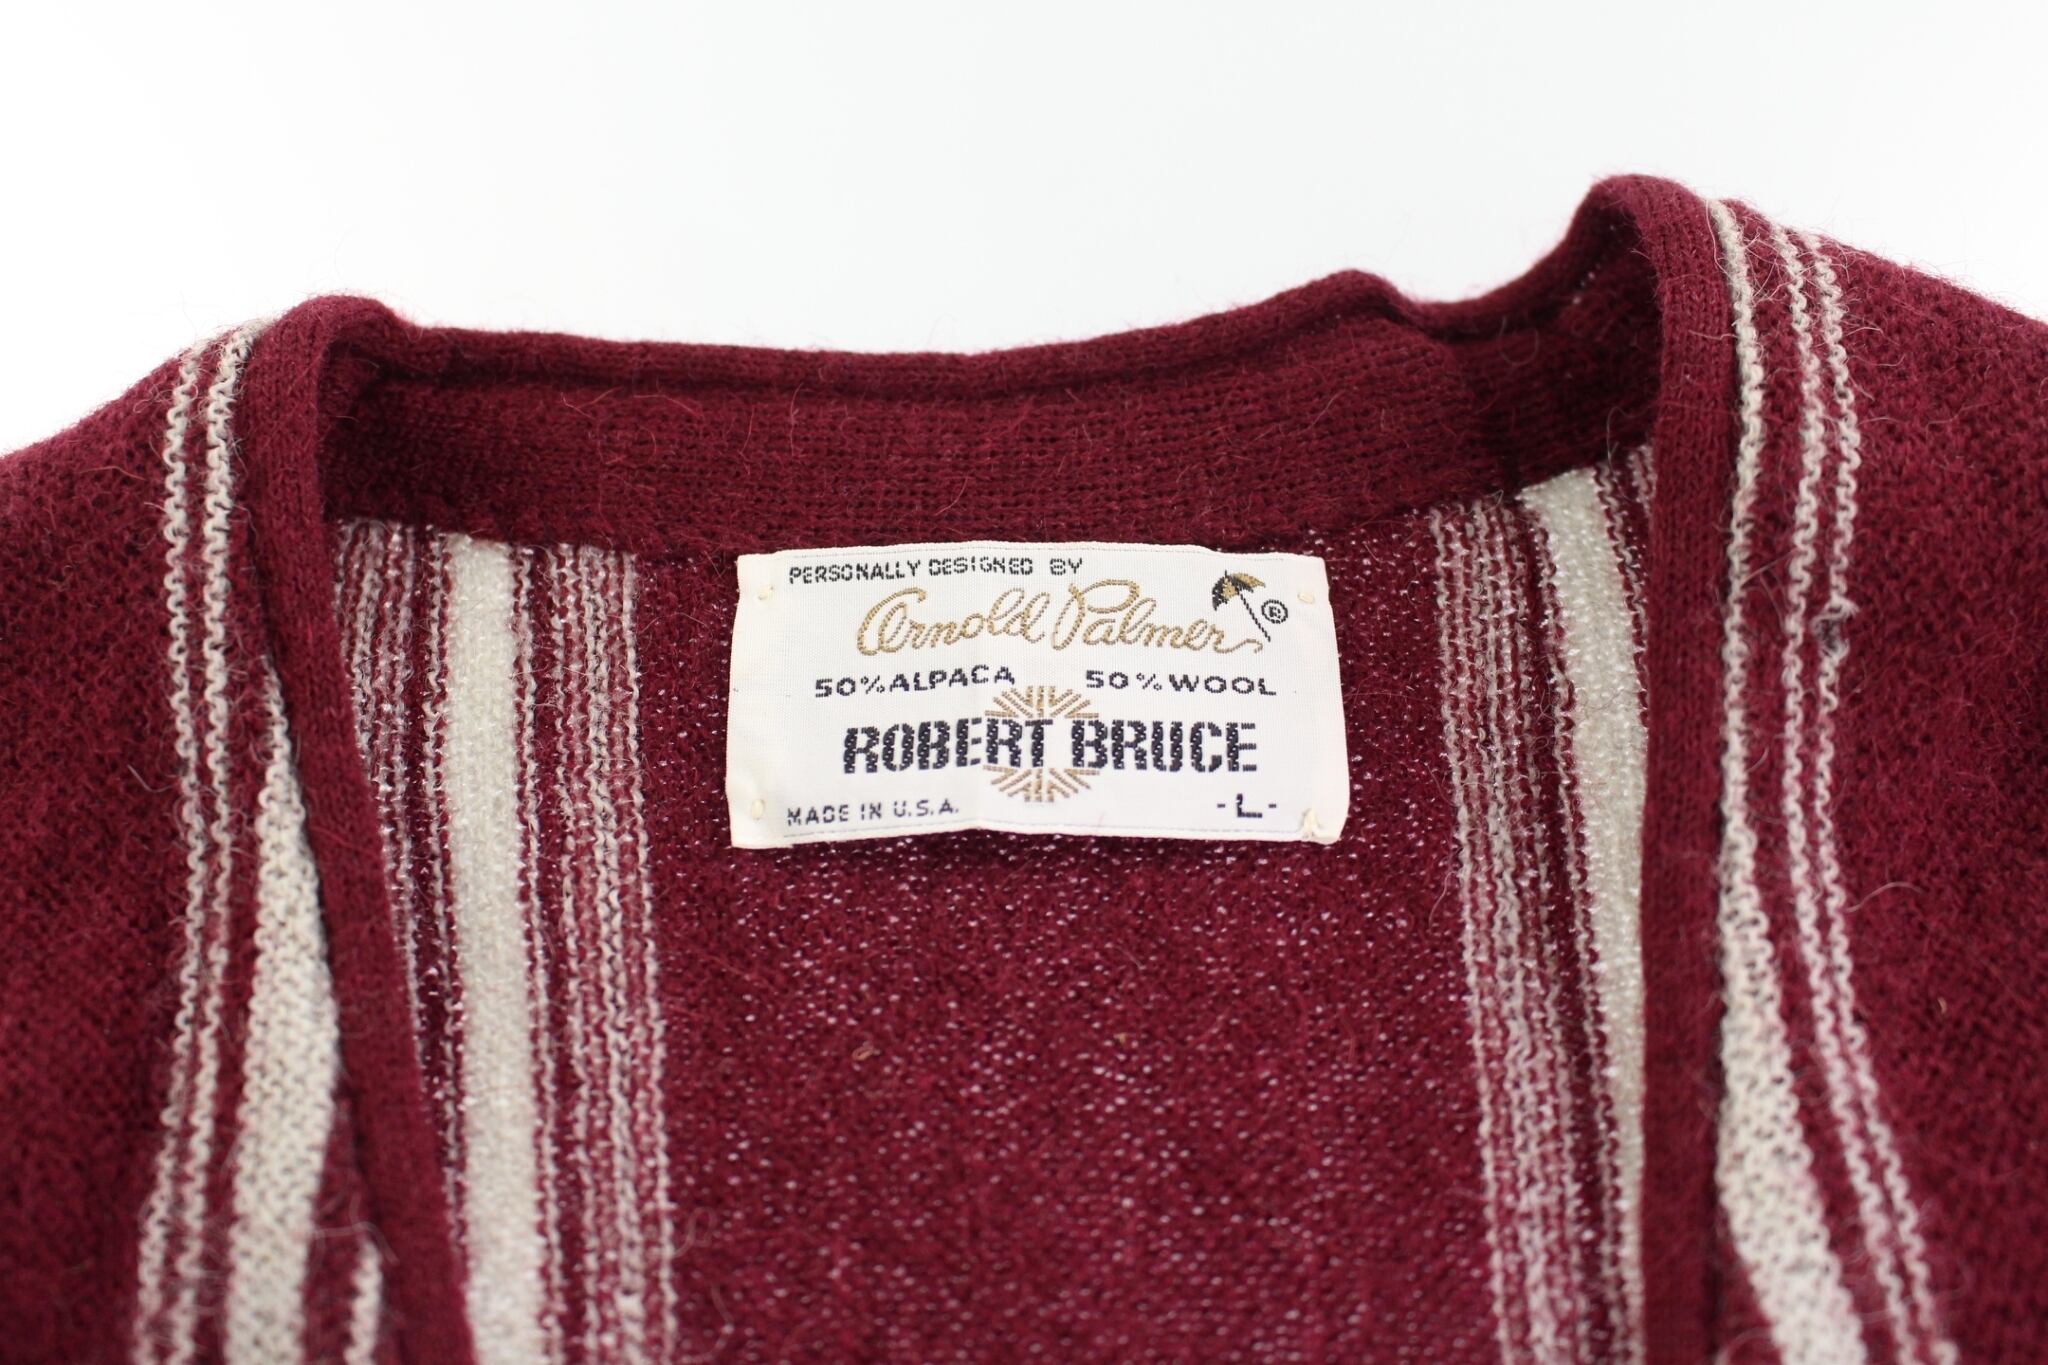 PERSONALLY DESIGNED BY
Arnold Palmer ®
50% ALPACA 50% WOOL
ROBERT BRUCE
MADE IN U.S.A. - L -